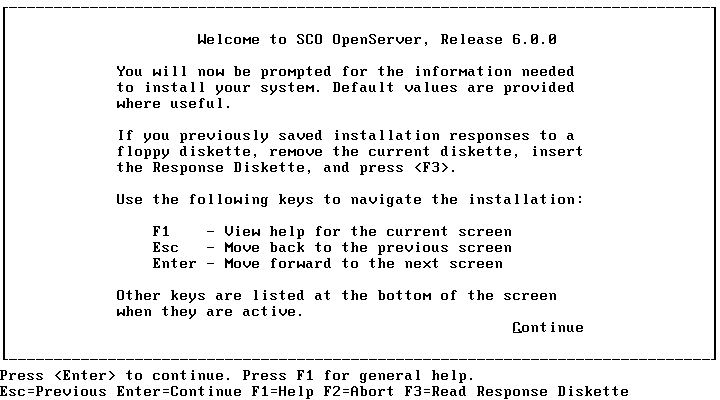 Welcome to SCO OpenServer, Release 6.0.0
You will now be prompted for the information needed
to install your system. Default values are provided
where useful.
If you previously saved installation responses to a
floppy diskette, remove the current diskette, insert
the Response Diskette, and press <F3>.
Use the following keys to navigate the installation:
F1    - View help for the current screen
Esc   - Move back to the previous screen
Enter - Move forward to the next screen
Other keys are listed at the bottom of the screen
when they are active.
Continue
Press <Enter> to continue. Press F1 for general help.
Esc=Previous Enter=Continue F1=Help F2=Abort F3=Read Response Diskette